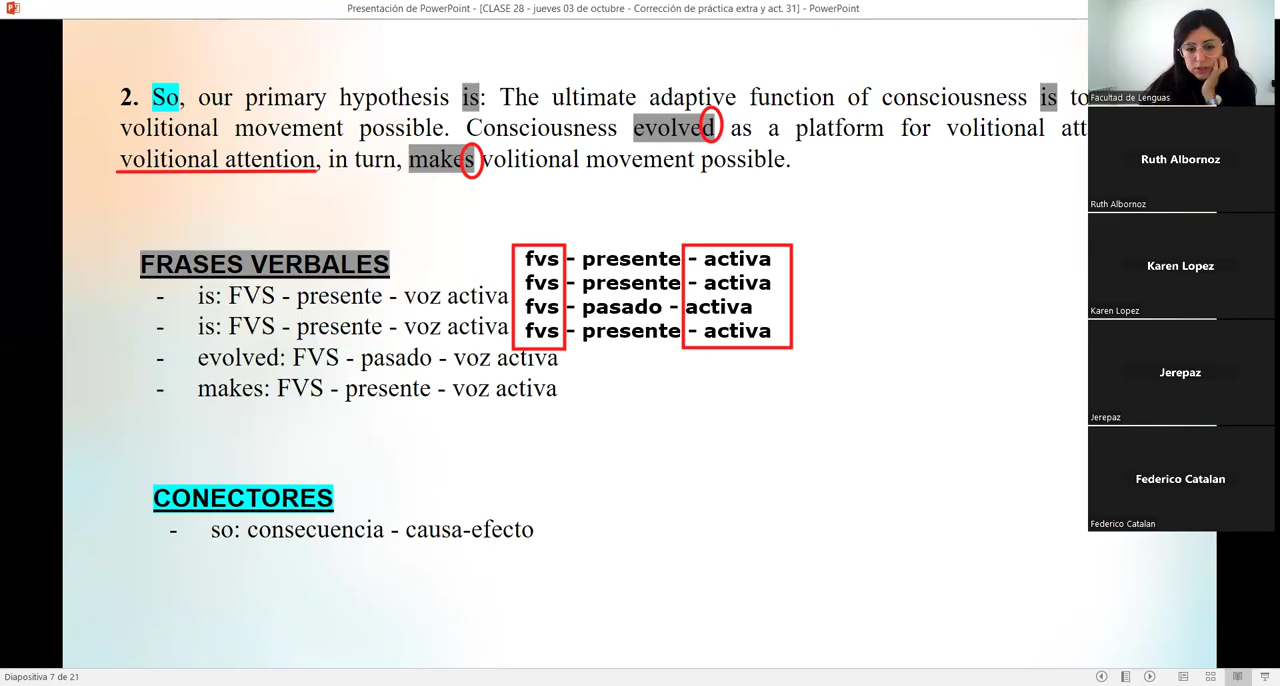 Presentación de PowerPoint - [CLASE 28 - jueves 03 de octubre - Corrección de práctica extra y act. 31] - PowerPoint
2. So, our primary hypothesis is: The ultimate adaptive function of consciousness is to
volitional movement possible. Consciousness evolved as a platform for volitional att
volitional attention, in turn, makes volitional movement possible.
FRASES VERBALES
- is: FVS - presente - voz activa
- is: FVS - presente - voz activa
- evolved: FVS - pasado - voz activa
- makes: FVS - presente - voz activa
fvs - presente - activa
fvs - presente - activa
fvs - pasado - activa
fvs - presente - activa
CONECTORES
- so: consecuencia - causa-efecto
Facultad de Lenguas
Ruth Albornoz
Ruth Albornoz
Karen Lopez
Karen Lopez
Jerepaz
Jerepaz
Federico Catalan
Federico Catalan
Diapositiva 7 de 21